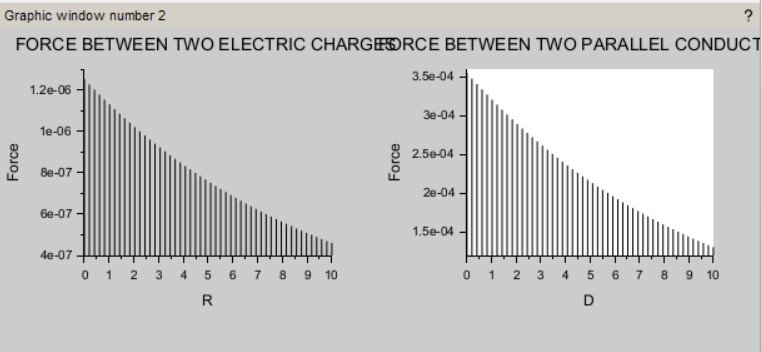 Graphic window number 2 ?
FORCE BETWEEN TWO ELECTRIC CHARGES
1.2e-06
1e-06
8e-07
6e-07
4e-07
Force
0 1 2 3 4 5 6 7 8 9 10
R
FORCE BETWEEN TWO PARALLEL CONDUCT
3.5e-04
3e-04
2.5e-04
2e-04
1.5e-04
Force
0 1 2 3 4 5 6 7 8 9 10
D